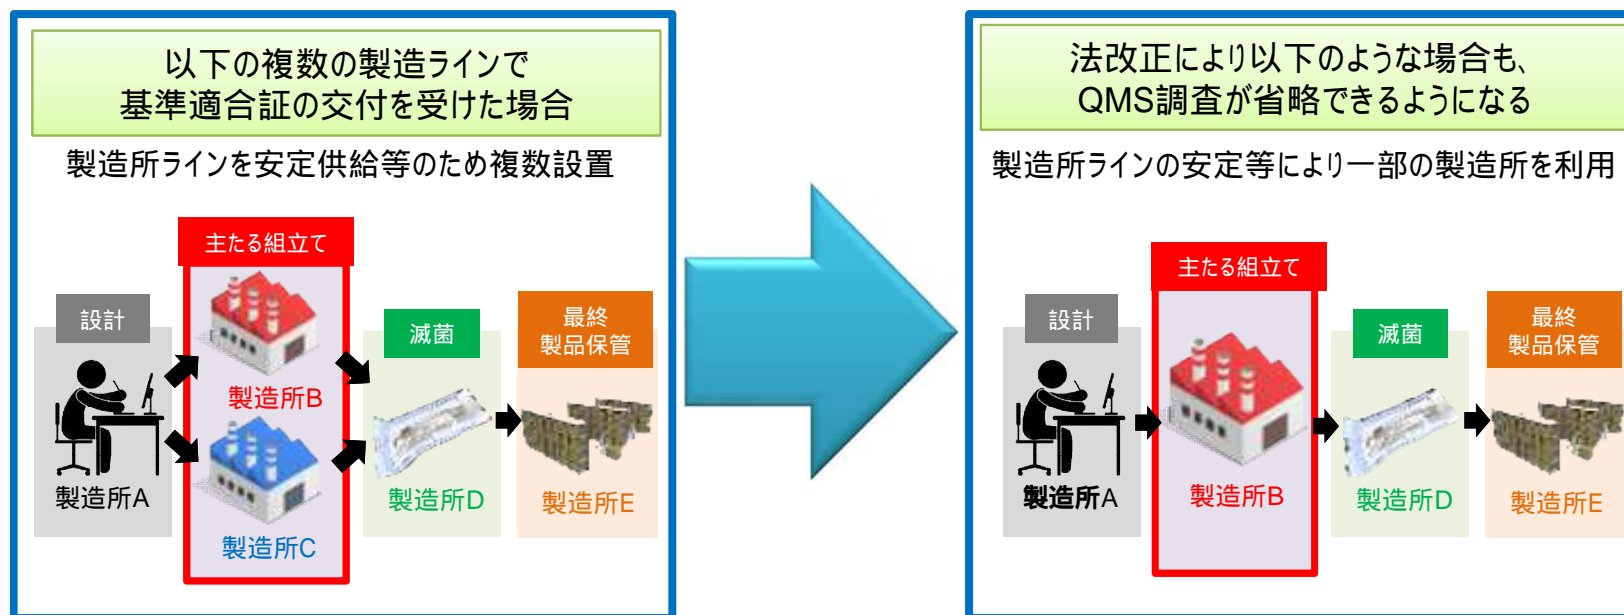 以下の複数の製造ラインで
基準適合証の交付を受けた場合
製造所ラインを安定供給等のため複数設置
主たる組立て
設計
滅菌
最終
製品保管
製造所A
製造所B
製造所C
製造所D
製造所E
法改正により以下のような場合も、
QMS調査が省略できるようになる
製造所ラインの安定等により一部の製造所を利用
主たる組立て
設計
滅菌
最終
製品保管
製造所A
製造所B
製造所D
製造所E